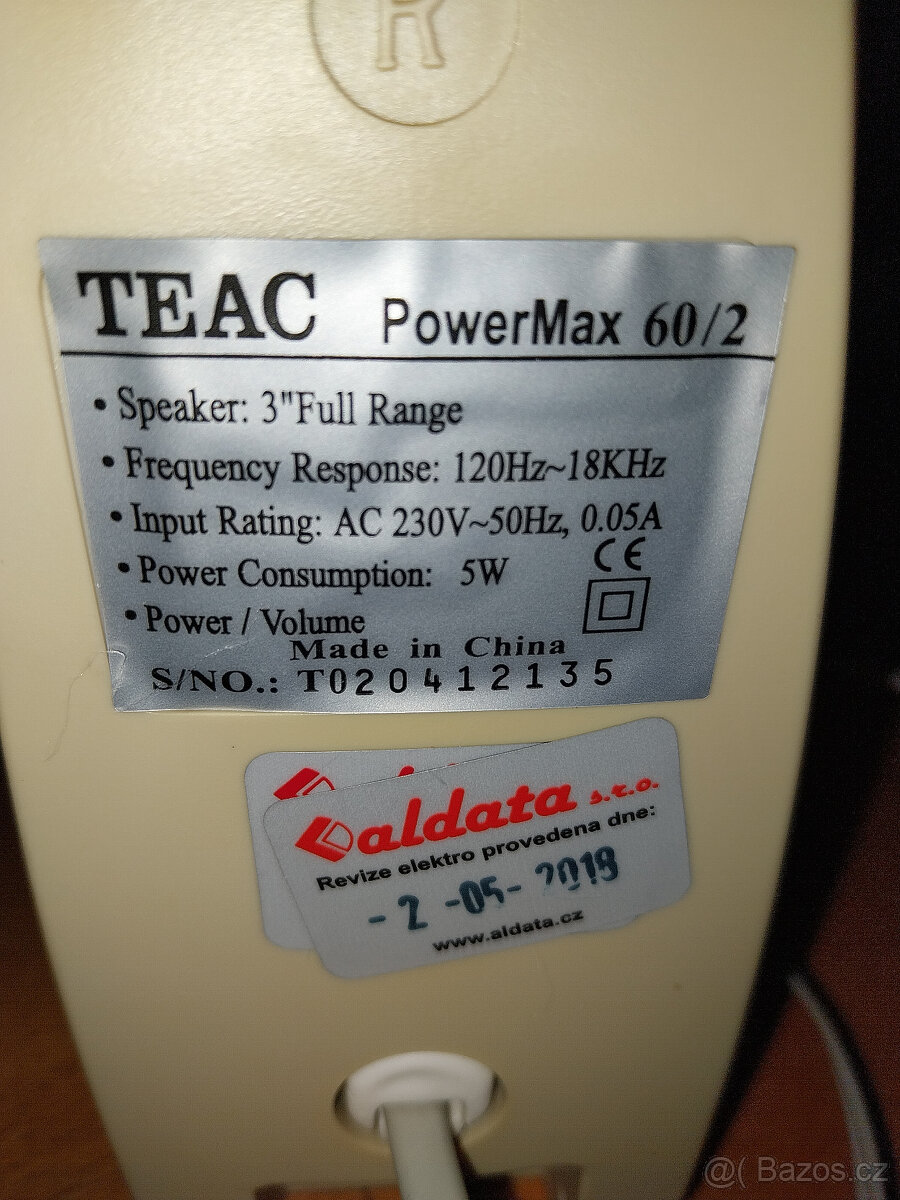 R
TEAC PowerMax 60/2
• Speaker: 3"Full Range
• Frequency Response: 120Hz~18KHz
• Input Rating: AC 230V~50Hz, 0.05A
CE
• Power Consumption: 5W
• Power / Volume
Made in China
S/NO.: T020412135
aldata s.r.o.
Revize elektro provedena dne:
- 2 -05- 2019
www.aldata.cz
@( Bazos.cz